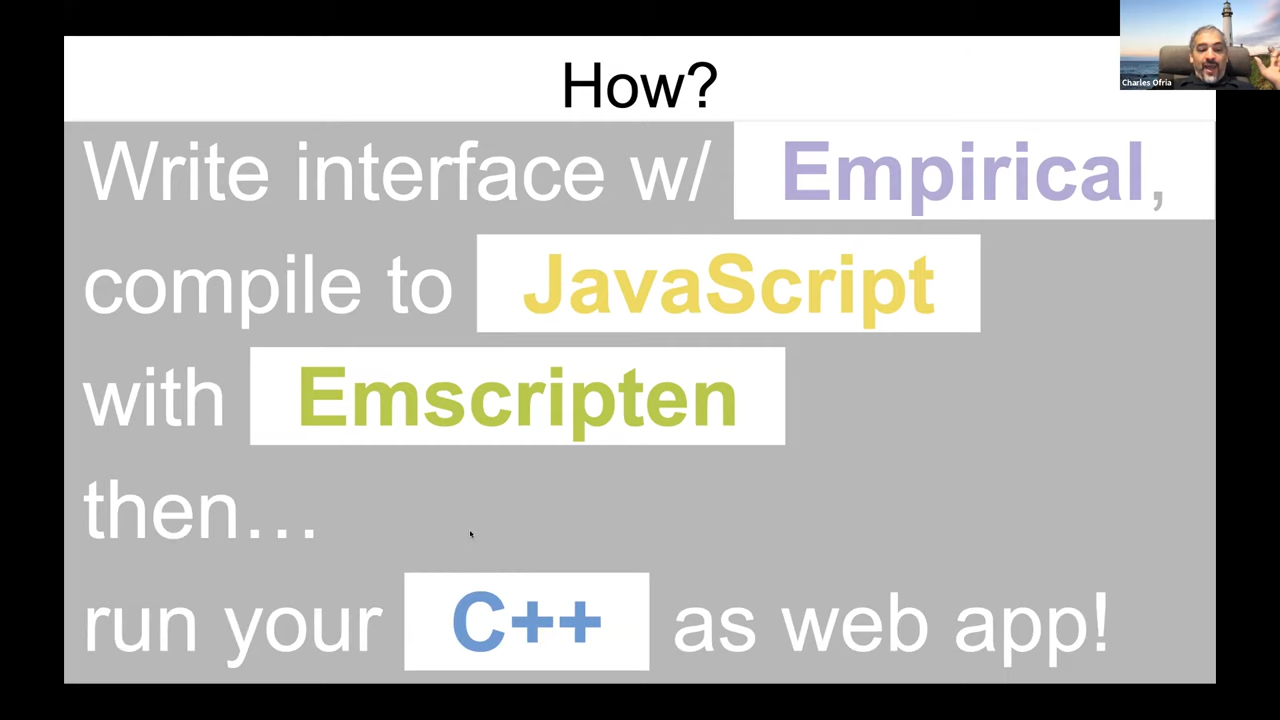 How?
Charles Ofria
Write interface w/ Empirical,
compile to JavaScript
with Emscripten
then…
run your C++ as web app!